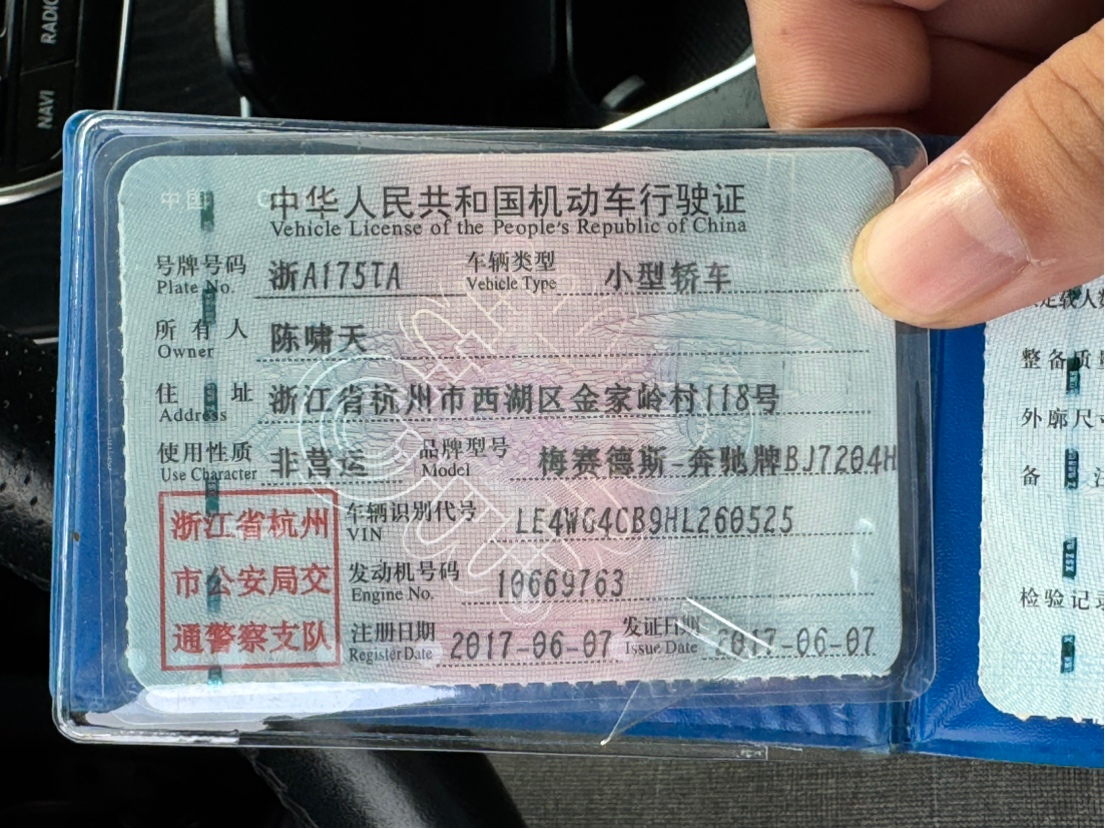 RADIO
NAVI
中华人民共和国机动车行驶证
Vehicle License of the People's Republic of China
号牌号码 浙A175TA 车辆类型 小型轿车
Plate No. Vehicle Type
所有人 陈啸天
Owner
住址 浙江省杭州市西湖区金家岭村118号
Address
使用性质 非营运 品牌型号 梅赛德斯-奔驰牌BJ7204H
Use Character Model
浙江省杭州
市公安局交
通警察支队
车辆识别代号 LE4WG4CB9HL260525
VIN
发动机号码 10669763
Engine No.
注册日期 2017-06-07 发证日期 2017-06-07
Register Date Issue Date
定载人数
整备质量
外廓尺寸
备注
检验记录